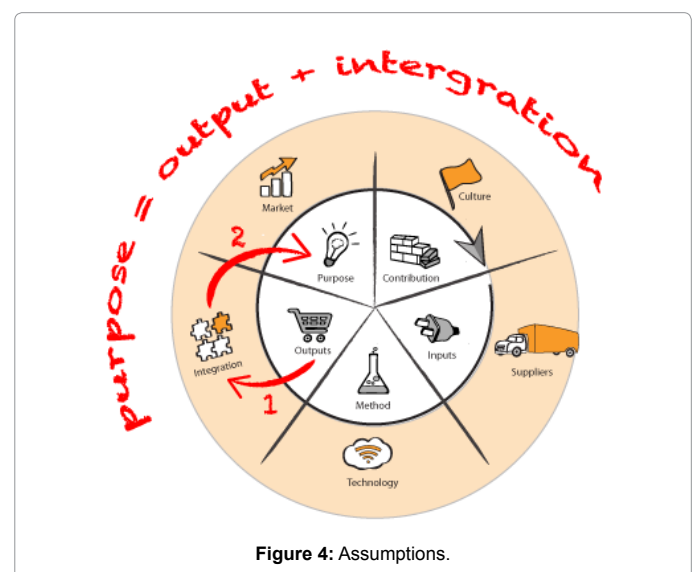 purpose = output + intergration
Market
Culture
2
Purpose
Contribution
Integration
Outputs
Inputs
Suppliers
1
Method
Technology
Figure 4: Assumptions.